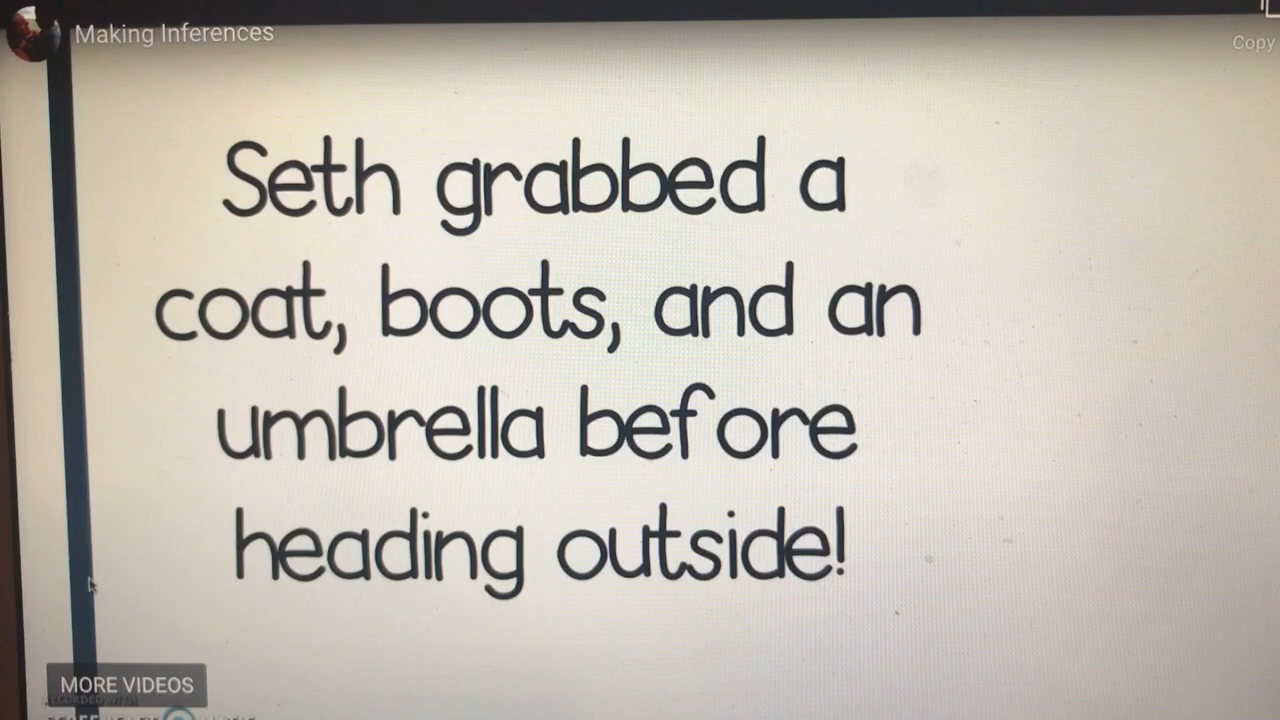 Making Inferences
Copy
Seth grabbed a
coat, boots, and an
umbrella before
heading outside!
MORE VIDEOS